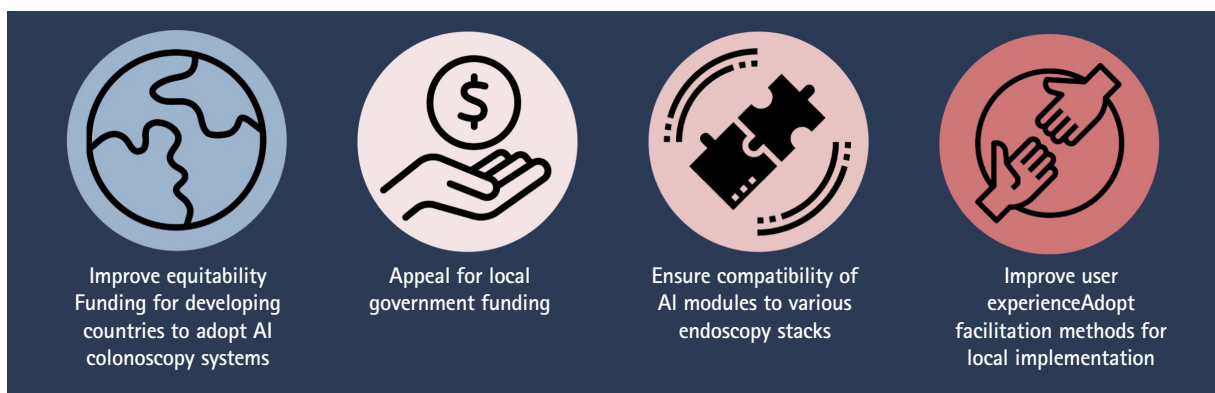 $
Improve equitability
Funding for developing
countries to adopt AI
colonoscopy systems
Appeal for local
government funding
Ensure compatibility of
AI modules to various
endoscopy stacks
Improve user
experienceAdopt
facilitation methods for
local implementation